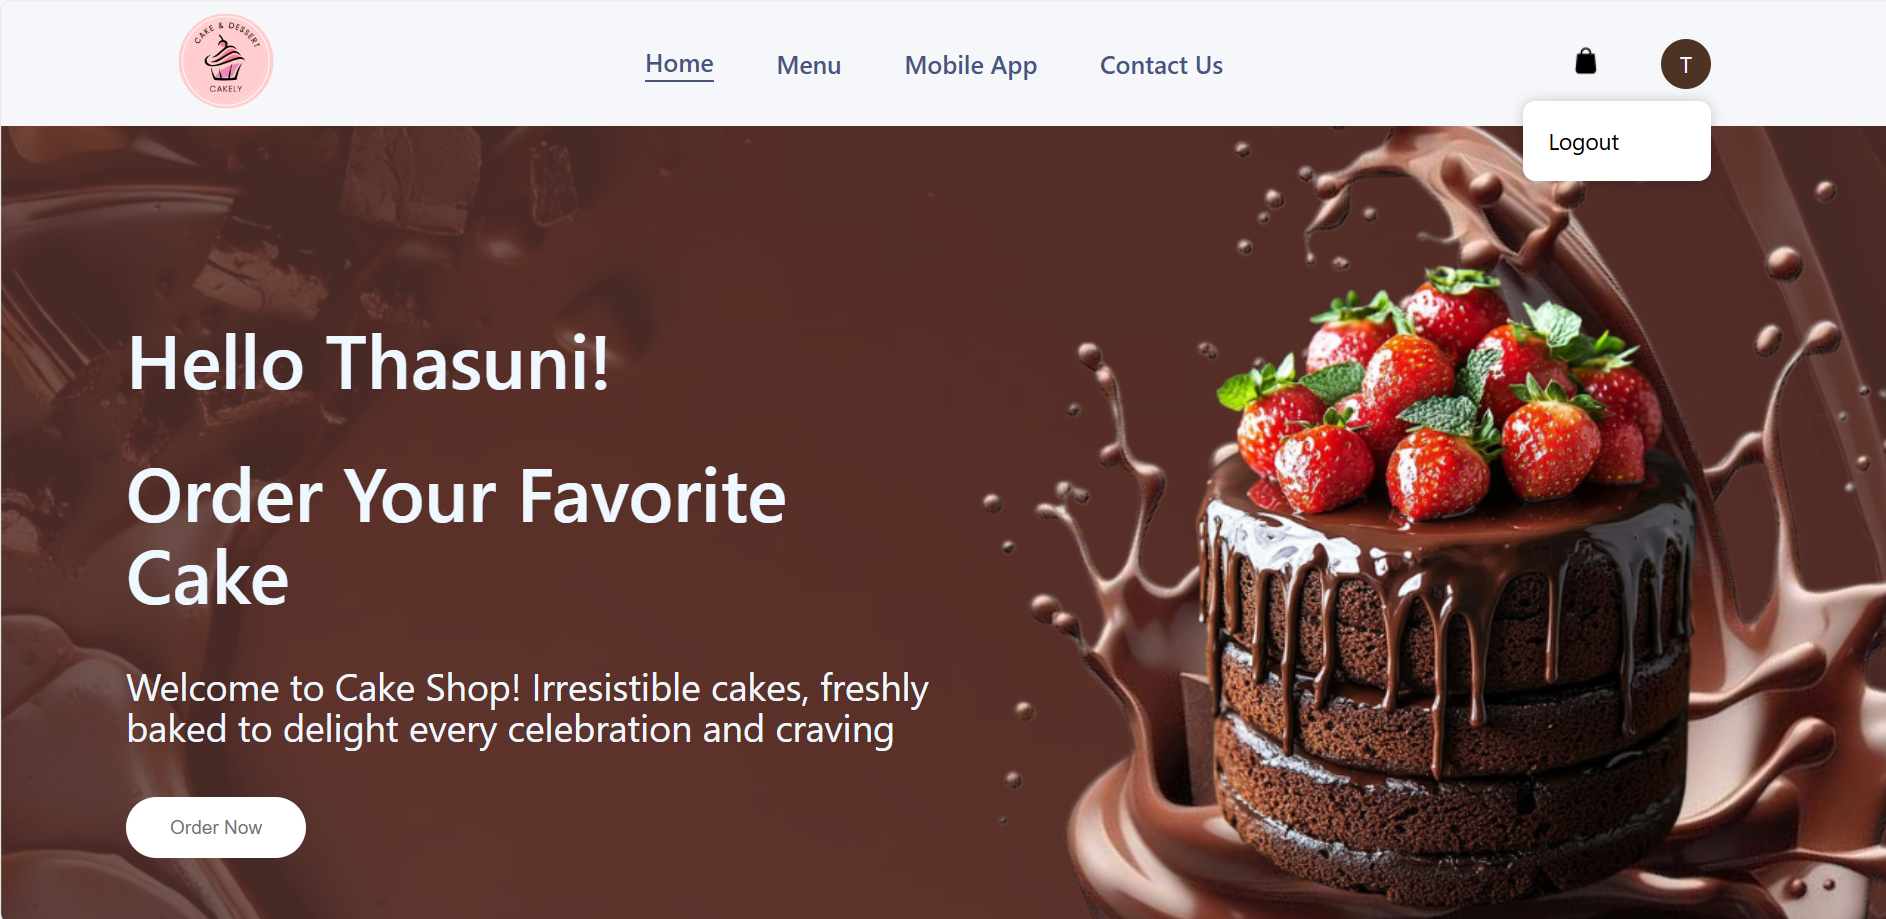 CAKE & DESSERT
CAKELY
Home
Menu
Mobile App
Contact Us
T
Logout
Hello Thasuni!
Order Your Favorite
Cake
Welcome to Cake Shop! Irresistible cakes, freshly
baked to delight every celebration and craving
Order Now